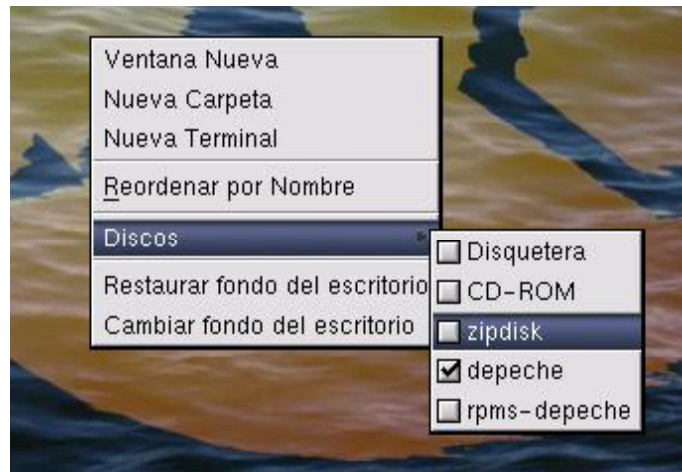 Ventana Nueva
Nueva Carpeta
Nueva Terminal
Reordenar por Nombre
Discos
Restaurar fondo del escritorio
Cambiar fondo del escritorio
Disquetera
CD-ROM
zipdisk
depeche
rpms-depeche